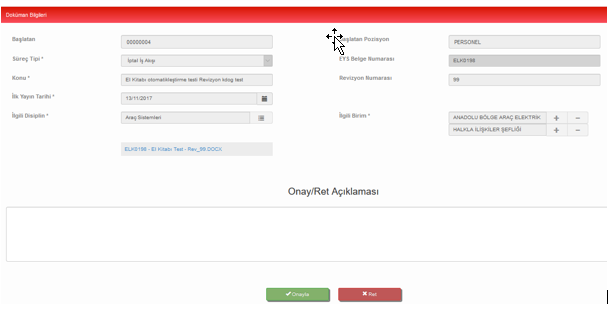 Doküman Bilgileri
Başlatan 00000004 Başlatan Pozisyon PERSONEL
Süreç Tipi * İptal İş Akışı EYS Belge Numarası ELK0198
Konu * El Kitabı otomatikleştirme testi Revizyon kdog test Revizyon Numarası 99
İlk Yayın Tarihi * 13/11/2017
İlgili Disiplin * Araç Sistemleri İlgili Birim * ANADOLU BÖLGE ARAÇ ELEKTRİK
HALKLA İLİŞKİLER ŞEFLİĞİ
ELK0198 - El Kitabı Test - Rev_99.DOCX
Onay/Ret Açıklaması
Onayla Ret